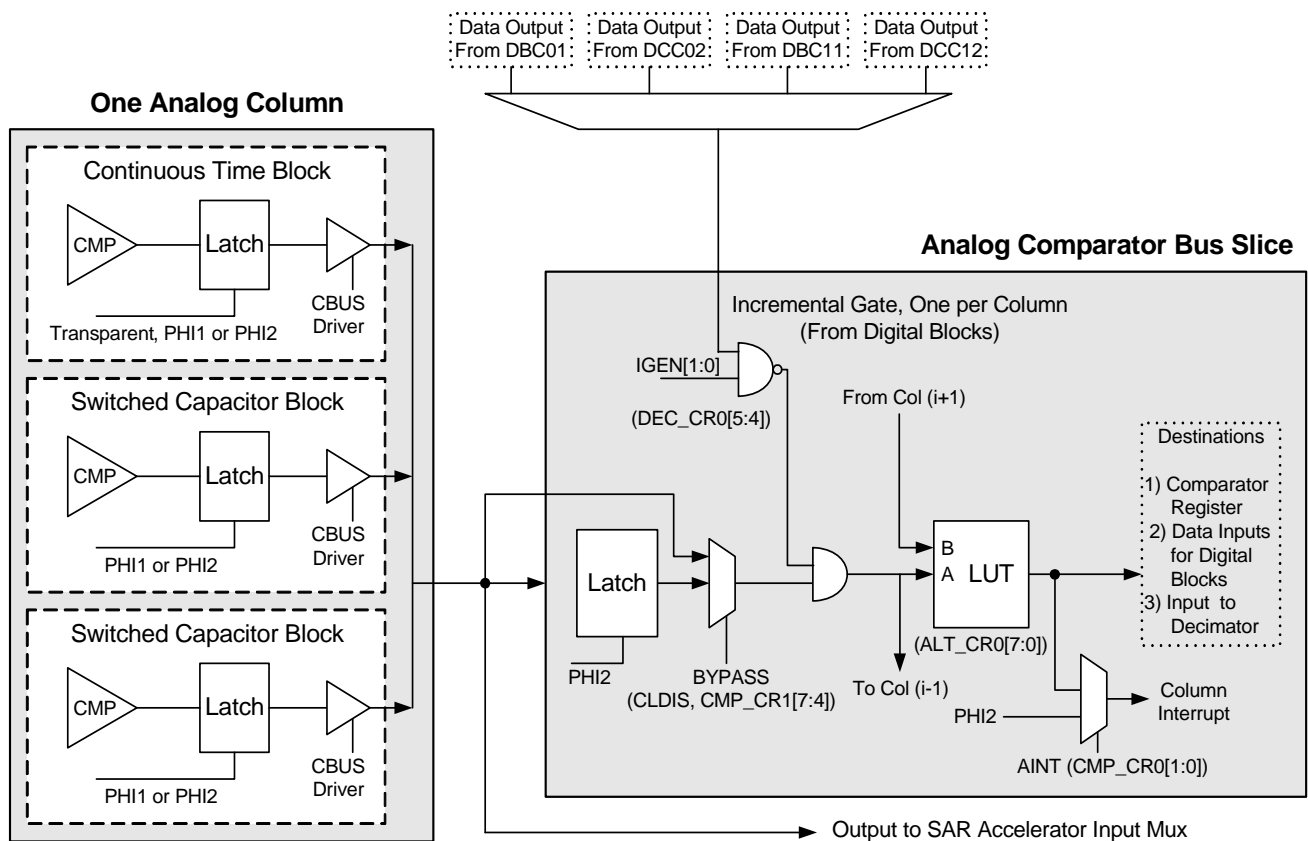 Data Output
From DBC01
Data Output
From DCC02
Data Output
From DBC11
Data Output
From DCC12
One Analog Column
Continuous Time Block
CMP
Latch
CBUS
Driver
Transparent, PHI1 or PHI2
Switched Capacitor Block
CMP
Latch
CBUS
Driver
PHI1 or PHI2
Switched Capacitor Block
CMP
Latch
CBUS
Driver
PHI1 or PHI2
Analog Comparator Bus Slice
Incremental Gate, One per Column
(From Digital Blocks)
IGEN[1:0]
(DEC_CR0[5:4])
From Col (i+1)
Latch
PHI2
BYPASS
(CLDIS, CMP_CR1[7:4])
B
A
LUT
(ALT_CR0[7:0])
To Col (i-1)
Destinations
1) Comparator
Register
2) Data Inputs
for Digital
Blocks
3) Input to
Decimator
PHI2
Column
Interrupt
AINT (CMP_CR0[1:0])
Output to SAR Accelerator Input Mux